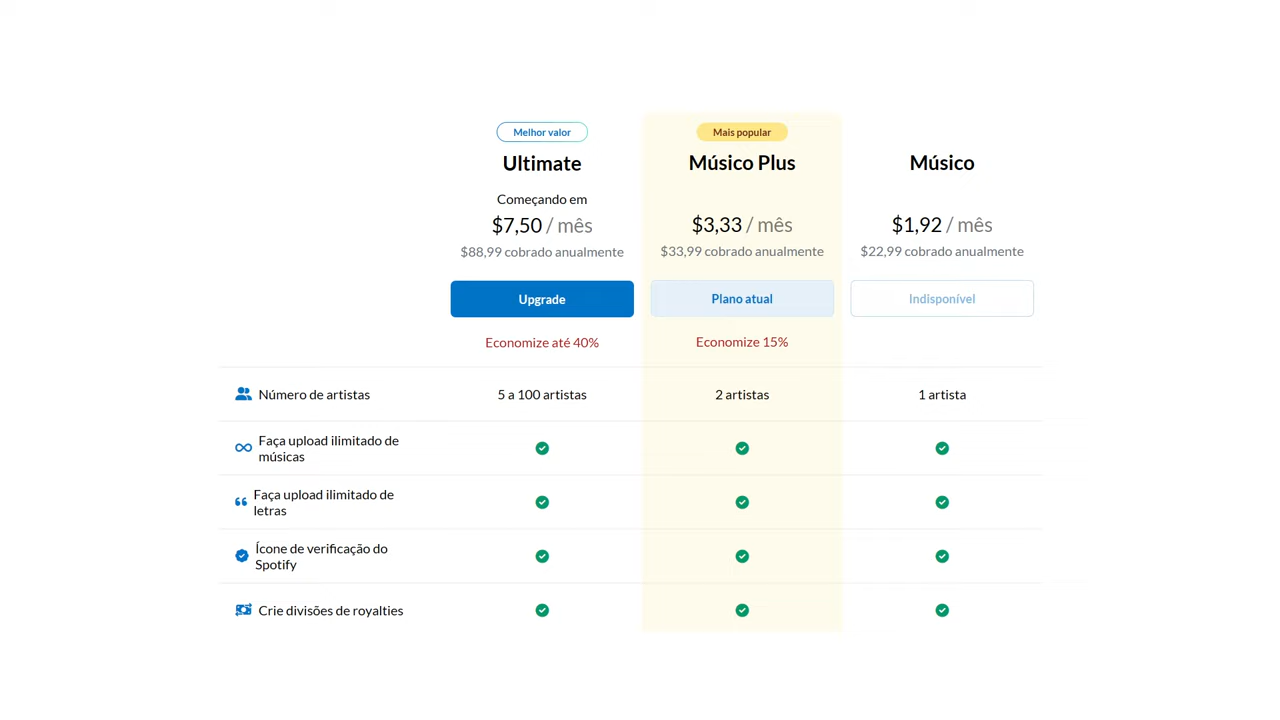 Melhor valor
Mais popular
Ultimate
Músico Plus
Músico
Começando em
$7,50 / mês
$3,33 / mês
$1,92 / mês
$88,99 cobrado anualmente
$33,99 cobrado anualmente
$22,99 cobrado anualmente
Upgrade
Plano atual
Indisponível
Economize até 40%
Economize 15%
Número de artistas
5 a 100 artistas
2 artistas
1 artista
Faça upload ilimitado de
músicas
Faça upload ilimitado de
letras
Ícone de verificação do
Spotify
Crie divisões de royalties